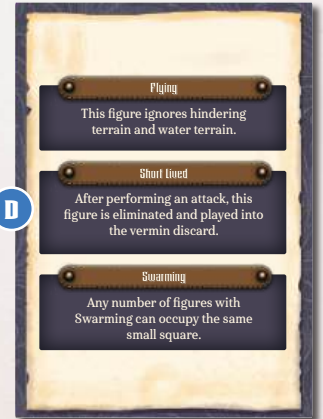 Flying
This figure ignores hindering
terrain and water terrain.
D
Short Lived
After performing an attack, this
figure is eliminated and played into
the vermin discard.
Swarming
Any number of figures with
Swarming can occupy the same
small square.